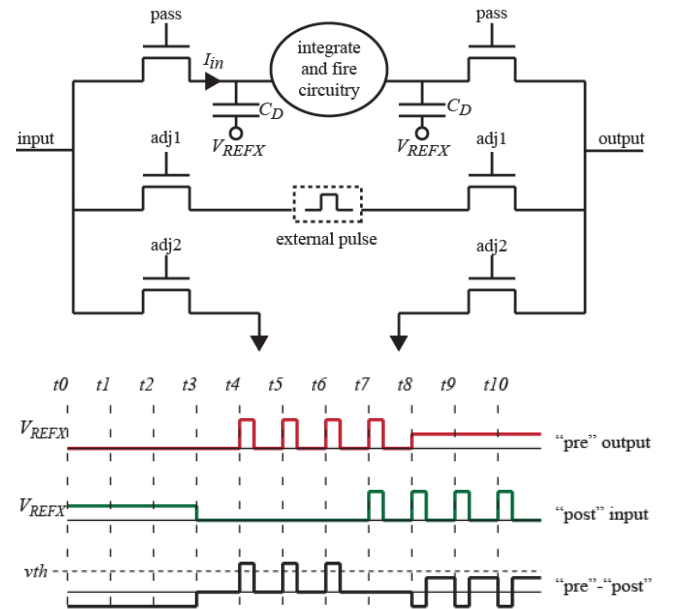 pass
pass
integrate
and fire
circuitry
I_in
C_D
C_D
V_REFX
V_REFX
input
output
adj1
adj1
external pulse
adj2
adj2
t0 t1 t2 t3 t4 t5 t6 t7 t8 t9 t10
V_REFX
“pre” output
V_REFX
“post” input
vth
“pre”-“post”